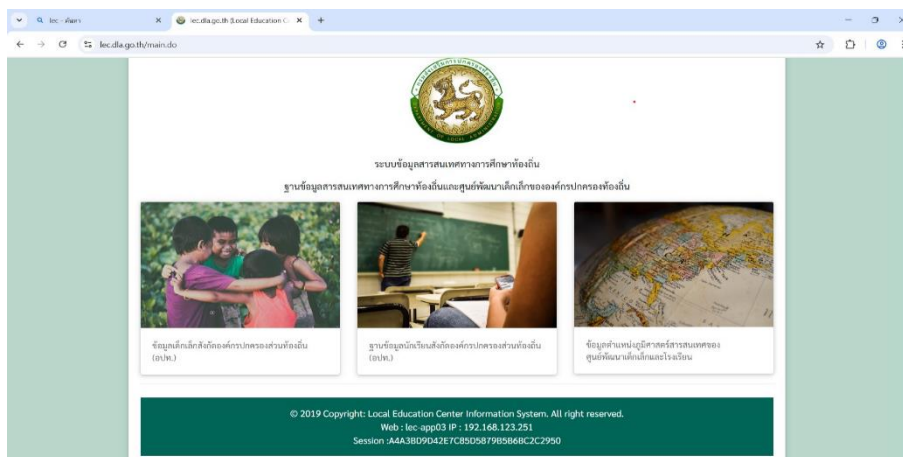 lec - ค้นหา
lec.dla.go.th (Local Education C
lec.dla.go.th/main.do
ระบบข้อมูลสารสนเทศทางการศึกษาท้องถิ่น
ฐานข้อมูลสารสนเทศทางการศึกษาท้องถิ่นและศูนย์พัฒนาเด็กเล็กขององค์กรปกครองท้องถิ่น
ข้อมูลเด็กเล็กสังกัดองค์กรปกครองส่วนท้องถิ่น
(อปท.)
ฐานข้อมูลนักเรียนสังกัดองค์กรปกครองส่วนท้องถิ่น
(อปท.)
ข้อมูลตำแหน่งภูมิศาสตร์สารสนเทศของ
ศูนย์พัฒนาเด็กเล็กและโรงเรียน
© 2019 Copyright: Local Education Center Information System. All right reserved.
Web : lec-app03 IP : 192.168.123.251
Session :A4A3BD9D42E7C85D5879B5B6BC2C2950